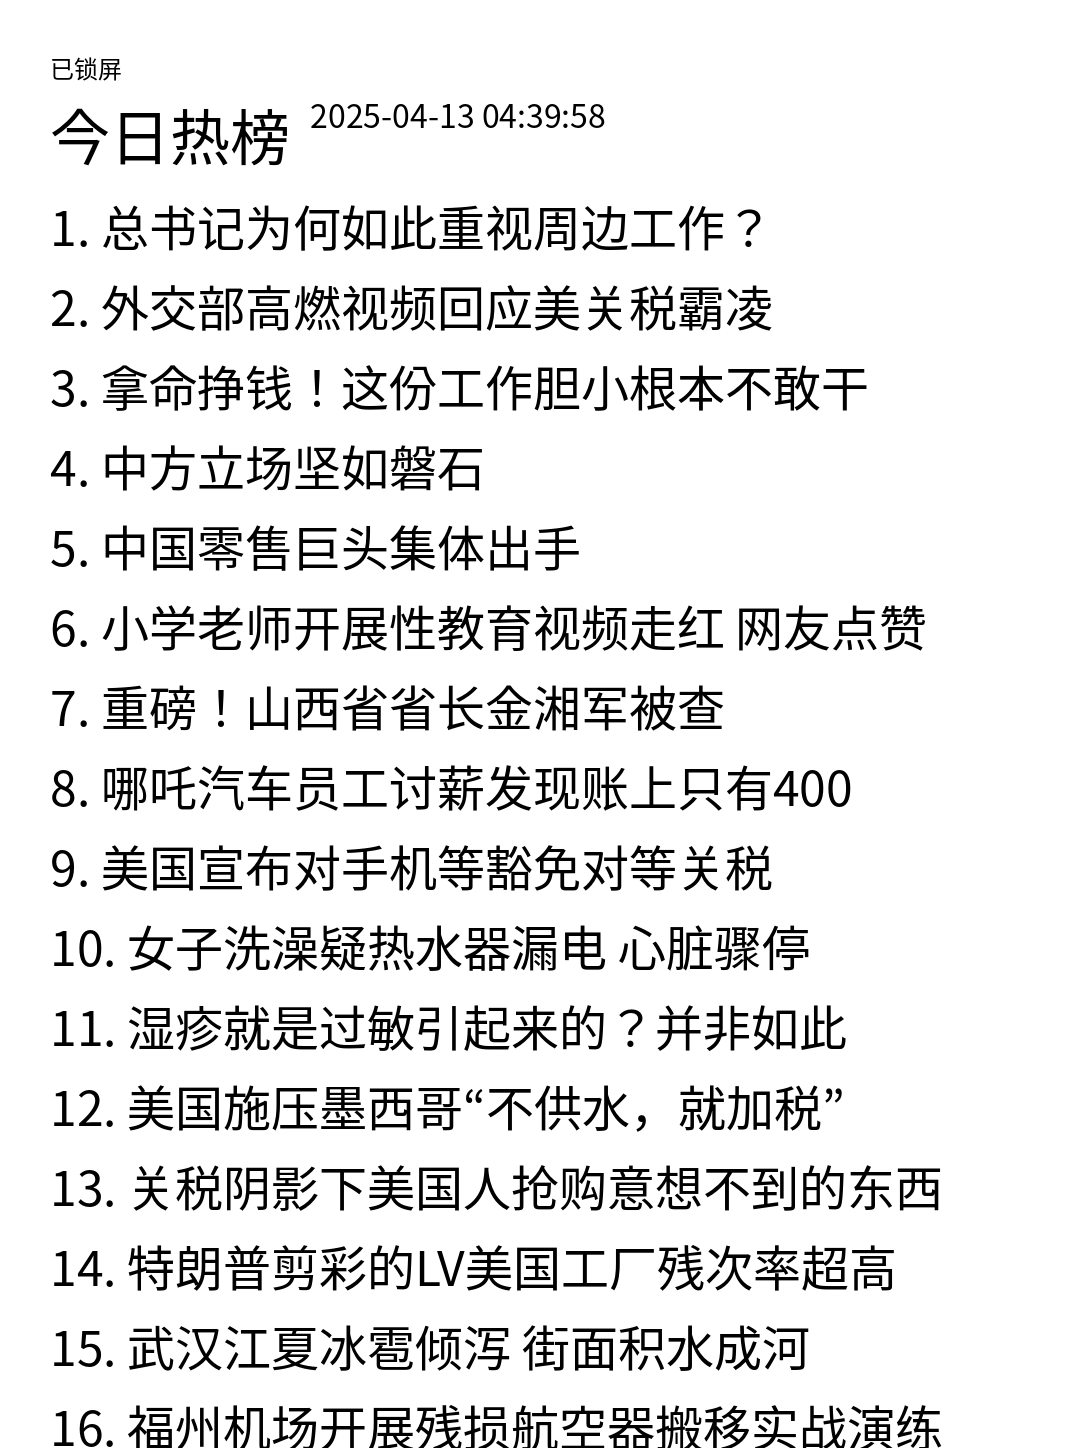 已锁屏
今日热榜 2025-04-13 04:39:58
1. 总书记为何如此重视周边工作？
2. 外交部高燃视频回应美关税霸凌
3. 拿命挣钱！这份工作胆小根本不敢干
4. 中方立场坚如磐石
5. 中国零售巨头集体出手
6. 小学老师开展性教育视频走红 网友点赞
7. 重磅！山西省省长金湘军被查
8. 哪吒汽车员工讨薪发现账上只有400
9. 美国宣布对手机等豁免对等关税
10. 女子洗澡疑热水器漏电 心脏骤停
11. 湿疹就是过敏引起来的？并非如此
12. 美国施压墨西哥“不供水，就加税”
13. 关税阴影下美国人抢购意想不到的东西
14. 特朗普剪彩的LV美国工厂残次率超高
15. 武汉江夏冰雹倾泻 街面积水成河
16. 福州机场开展残损航空器搬移实战演练